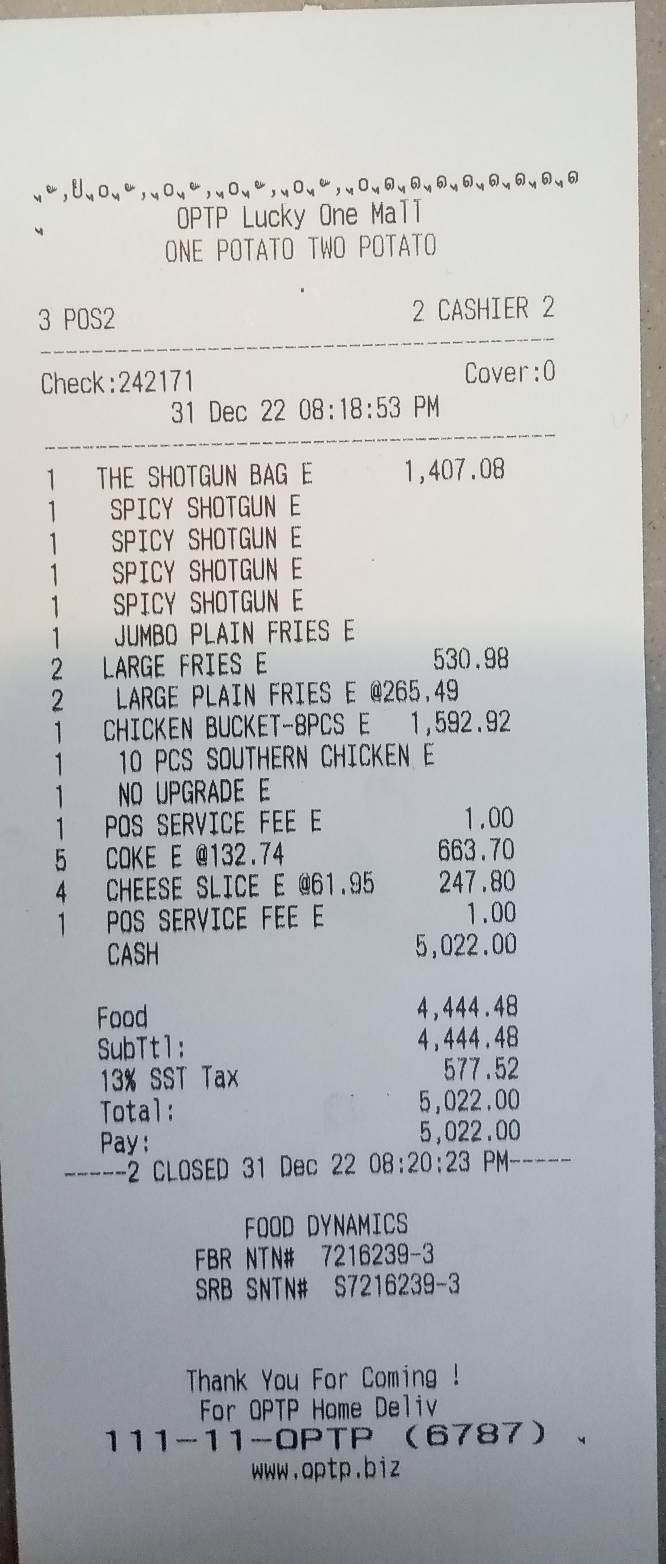 OPTP Lucky One Mall
ONE POTATO TWO POTATO
3 POS2 2 CASHIER 2
Check:242171 Cover:0
31 Dec 22 08:18:53 PM
1 THE SHOTGUN BAG E 1,407.08
1 SPICY SHOTGUN E
1 SPICY SHOTGUN E
1 SPICY SHOTGUN E
1 SPICY SHOTGUN E
1 JUMBO PLAIN FRIES E
2 LARGE FRIES E 530.98
2 LARGE PLAIN FRIES E @265.49
1 CHICKEN BUCKET-8PCS E 1,592.92
1 10 PCS SOUTHERN CHICKEN E
1 NO UPGRADE E
1 POS SERVICE FEE E 1.00
5 COKE E @132.74 663.70
4 CHEESE SLICE E @61.95 247.80
1 POS SERVICE FEE E 1.00
CASH 5,022.00
Food 4,444.48
SubTtl: 4,444.48
13% SST Tax 577.52
Total: 5,022.00
Pay: 5,022.00
-----2 CLOSED 31 Dec 22 08:20:23 PM-----
FOOD DYNAMICS
FBR NTN# 7216239-3
SRB SNTN# S7216239-3
Thank You For Coming !
For OPTP Home Deliv
111-11-OPTP (6787)
www.optp.biz